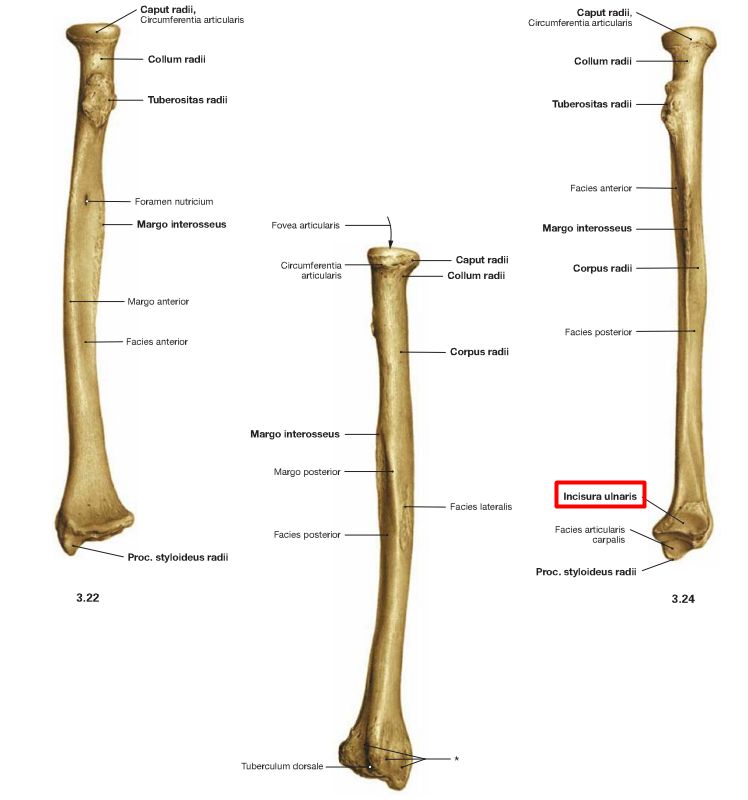 Caput radii,
Circumferentia articularis
Collum radii
Tuberositas radii
Foramen nutricium
Margo interosseus
Margo anterior
Facies anterior
Proc. styloideus radii
3.22
Fovea articularis
Circumferentia
articularis
Caput radii
Collum radii
Corpus radii
Margo interosseus
Margo posterior
Facies lateralis
Facies posterior
Tuberculum dorsale
*
Caput radii,
Circumferentia articularis
Collum radii
Tuberositas radii
Facies anterior
Margo interosseus
Corpus radii
Facies posterior
Incisura ulnaris
Facies articularis
carpalis
Proc. styloideus radii
3.24